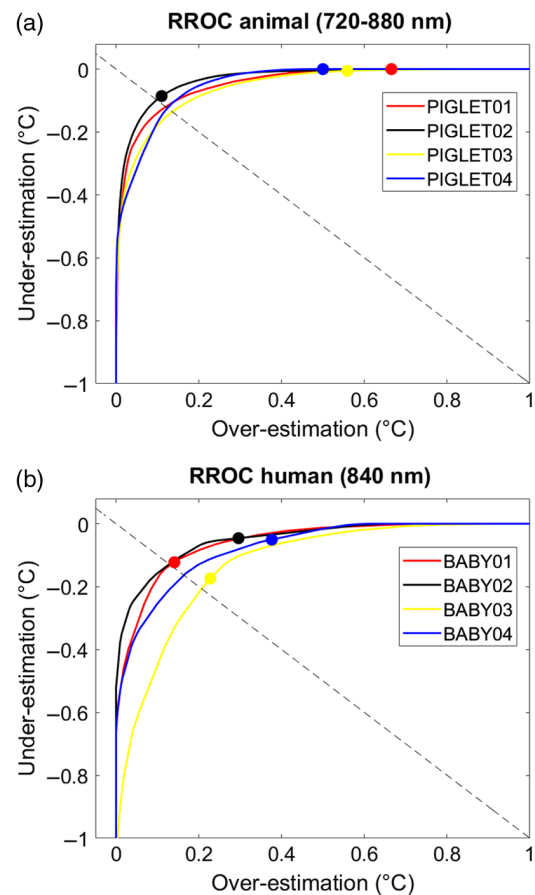 (a)
RROC animal (720-880 nm)
0
−0.2
−0.4
−0.6
−0.8
−1
Under-estimation (°C)
PIGLET01
PIGLET02
PIGLET03
PIGLET04
0 0.2 0.4 0.6 0.8 1
Over-estimation (°C)
(b)
RROC human (840 nm)
0
−0.2
−0.4
−0.6
−0.8
−1
Under-estimation (°C)
BABY01
BABY02
BABY03
BABY04
0 0.2 0.4 0.6 0.8 1
Over-estimation (°C)